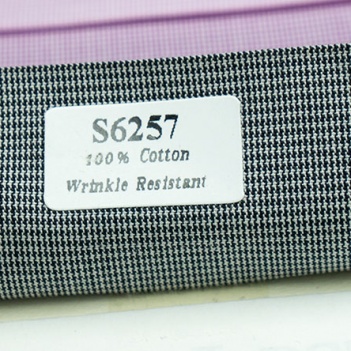 S6257
100% Cotton
Wrinkle Resistant